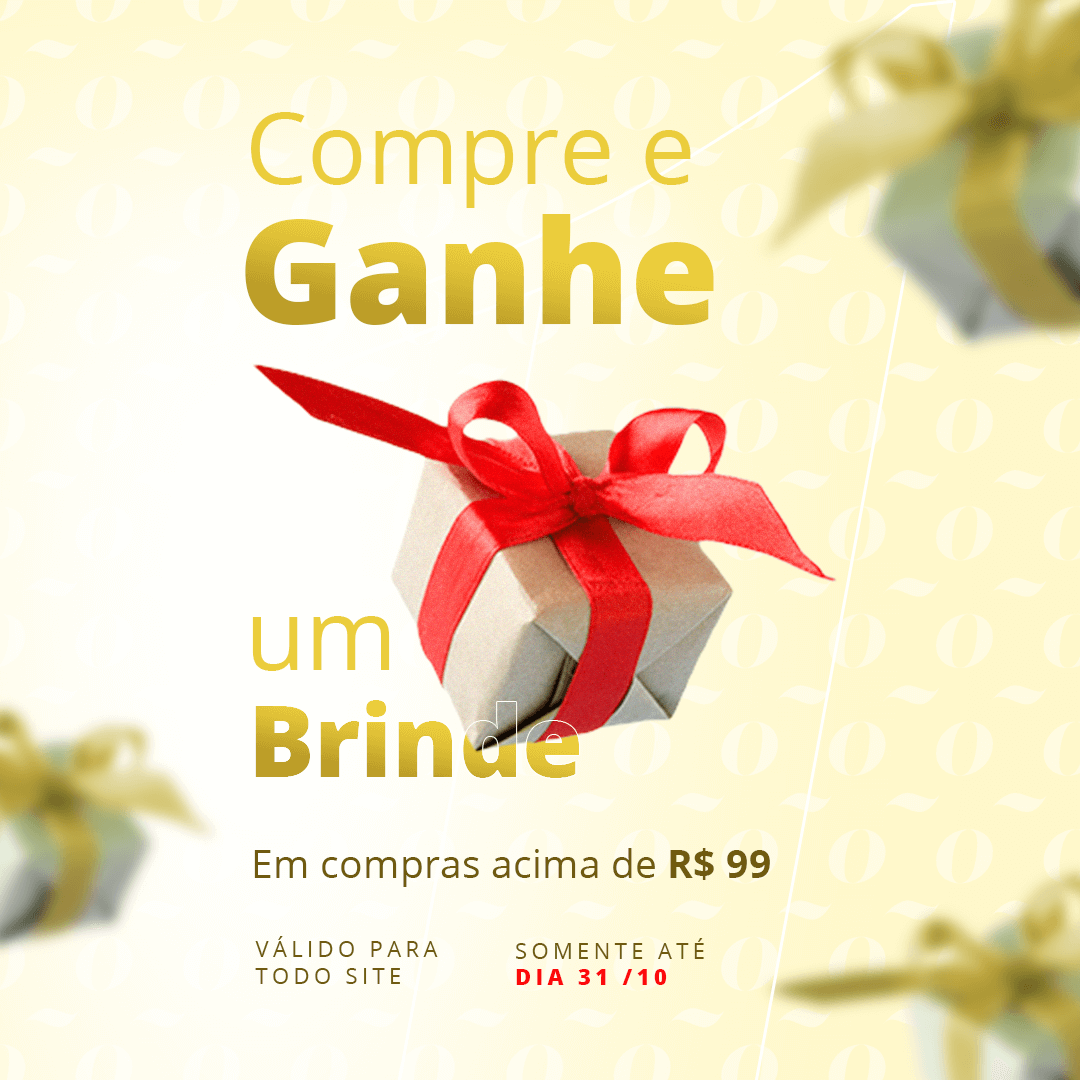 Compre e
Ganhe
um
Brinde
Em compras acima de R$ 99
VÁLIDO PARA
TODO SITE
SOMENTE ATÉ
DIA 31 /10